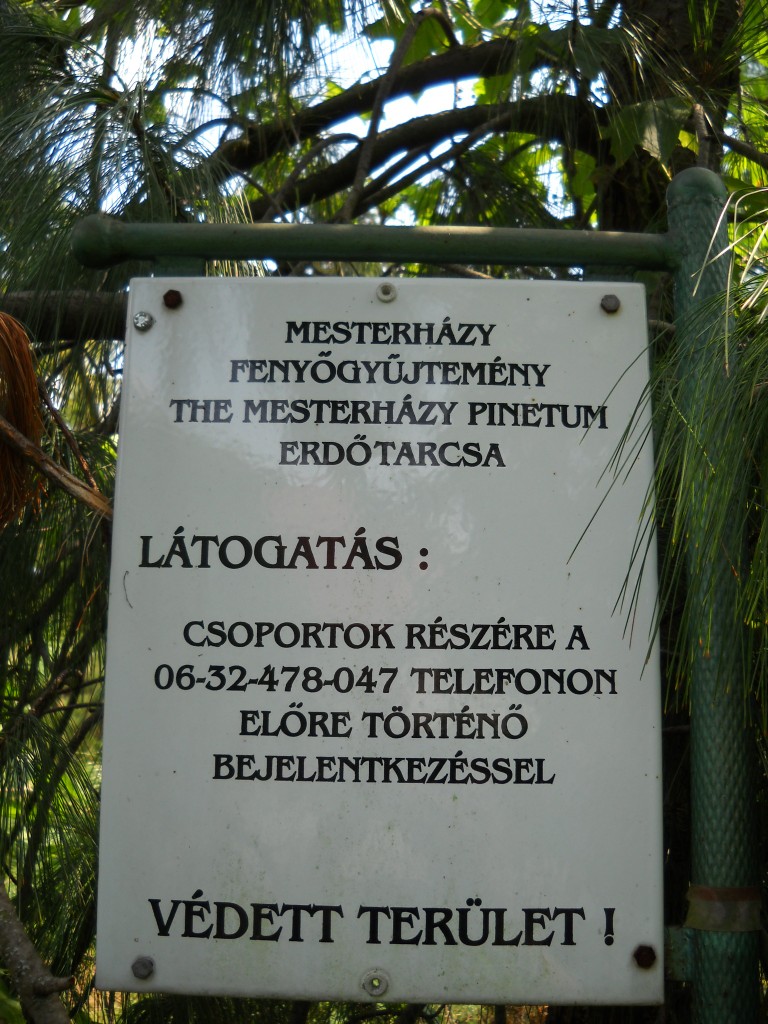 MESTERHÁZY
FENYŐGYŰJTEMÉNY
THE MESTERHÁZY PINETUM
ERDŐTARCSA
LÁTOGATÁS :
CSOPORTOK RÉSZÉRE A
06-32-478-047 TELEFONON
ELŐRE TÖRTÉNŐ
BEJELENTKEZÉSSEL
VÉDETT TERÜLET !